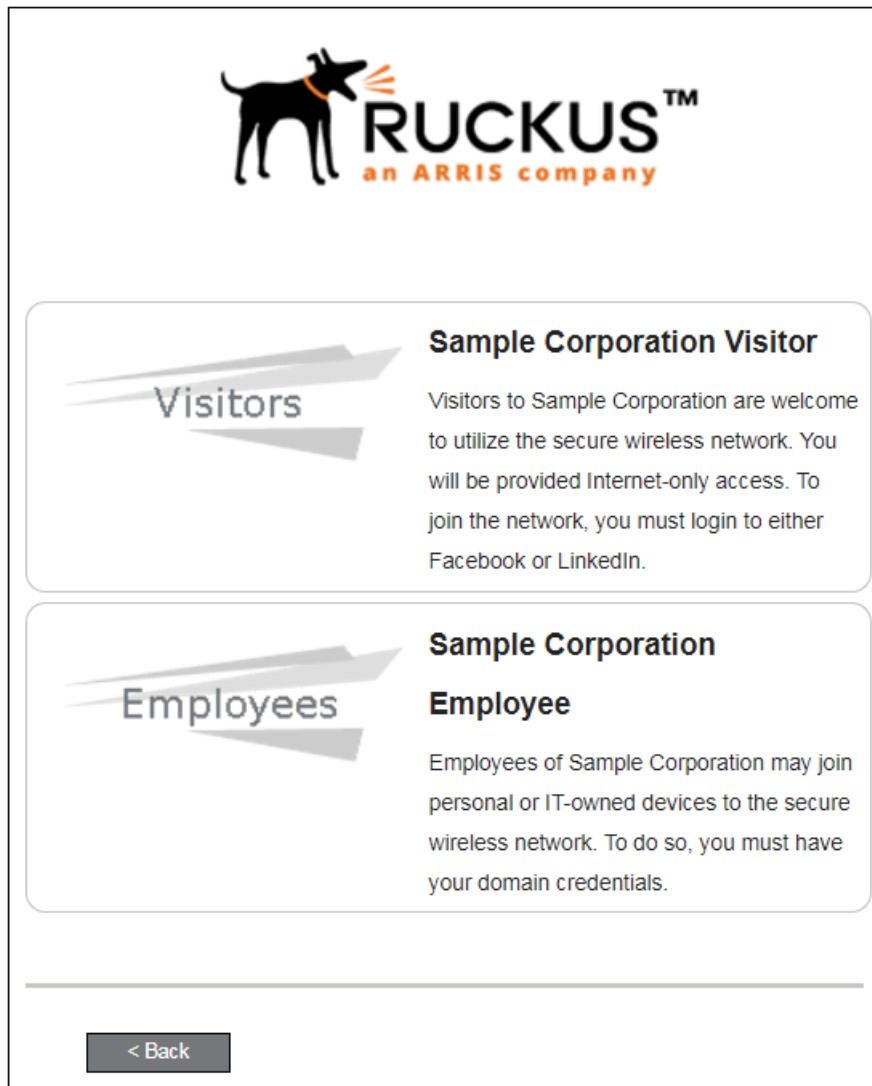 RUCKUS™
an ARRIS company
Visitors
Sample Corporation Visitor
Visitors to Sample Corporation are welcome
to utilize the secure wireless network. You
will be provided Internet-only access. To
join the network, you must login to either
Facebook or LinkedIn.
Employees
Sample Corporation
Employee
Employees of Sample Corporation may join
personal or IT-owned devices to the secure
wireless network. To do so, you must have
your domain credentials.
< Back